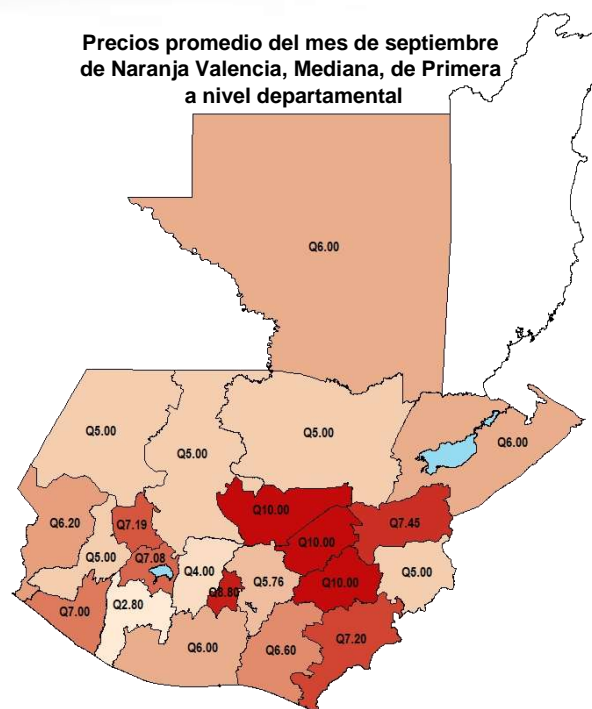 Precios promedio del mes de septiembre
de Naranja Valencia, Mediana, de Primera
a nivel departamental
Q6.00
Q5.00
Q5.00
Q5.00
Q6.00
Q10.00
Q6.20
Q7.19
Q7.45
Q10.00
Q5.00
Q7.08
Q4.00
Q5.76
Q10.00
Q5.00
Q8.80
Q7.00
Q2.80
Q6.00
Q6.60
Q7.20